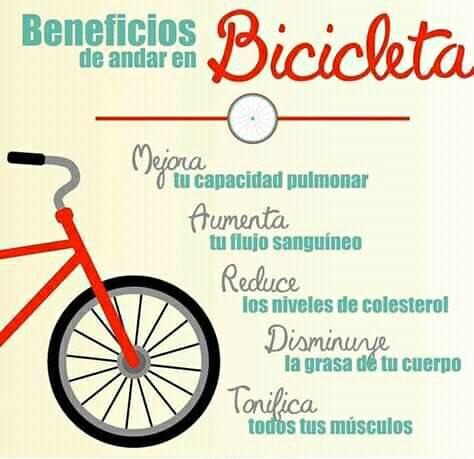 Beneficios
de andar en
Bicicleta
Mejora
tu capacidad pulmonar
Aumenta
tu flujo sanguíneo
Reduce
los niveles de colesterol
Disminuye
la grasa de tu cuerpo
Tonifica
todos tus músculos